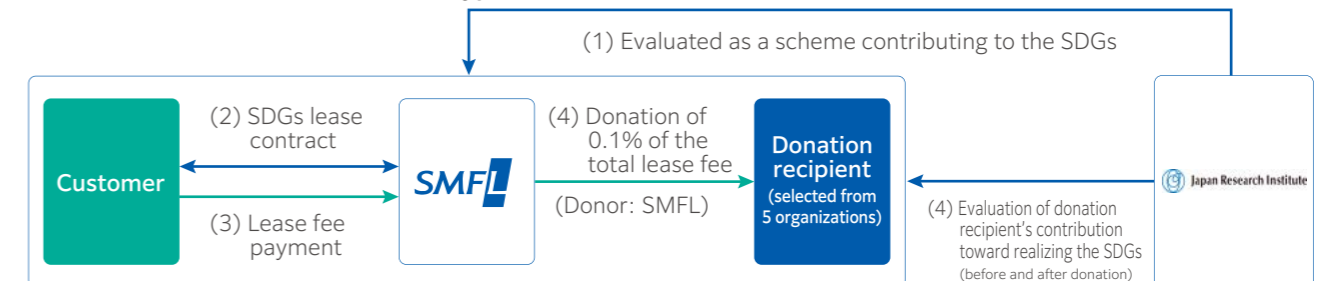 (1) Evaluated as a scheme contributing to the SDGs
Customer
(2) SDGs lease
contract
(3) Lease fee
payment
SMFL
(4) Donation of
0.1% of the
total lease fee
(Donor: SMFL)
Donation
recipient
(selected from
5 organizations)
(4) Evaluation of donation
recipient's contribution
toward realizing the SDGs
(before and after donation)
Japan Research Institute